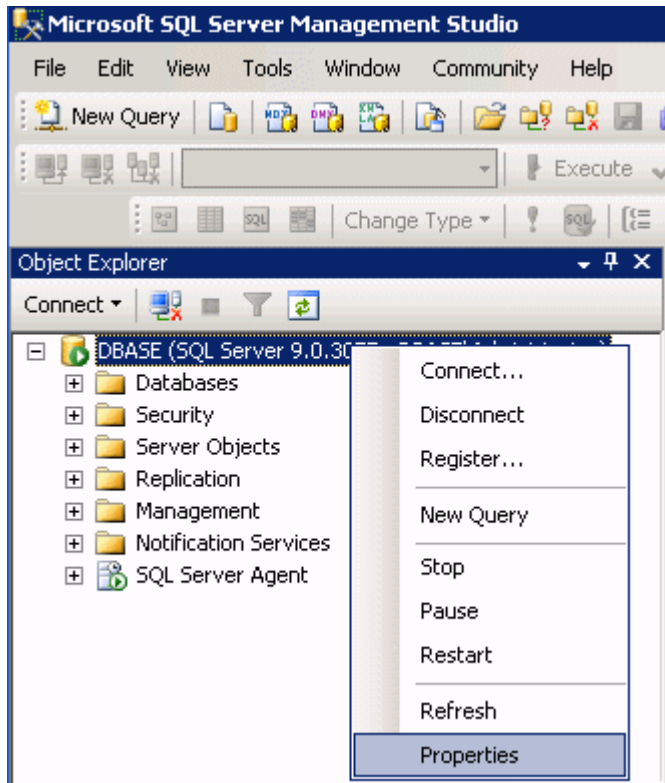 Microsoft SQL Server Management Studio
File Edit View Tools Window Community Help
New Query
Execute
Change Type
Object Explorer
Connect
DBASE (SQL Server 9.0.30
Databases
Security
Server Objects
Replication
Management
Notification Services
SQL Server Agent
Connect...
Disconnect
Register...
New Query
Stop
Pause
Restart
Refresh
Properties